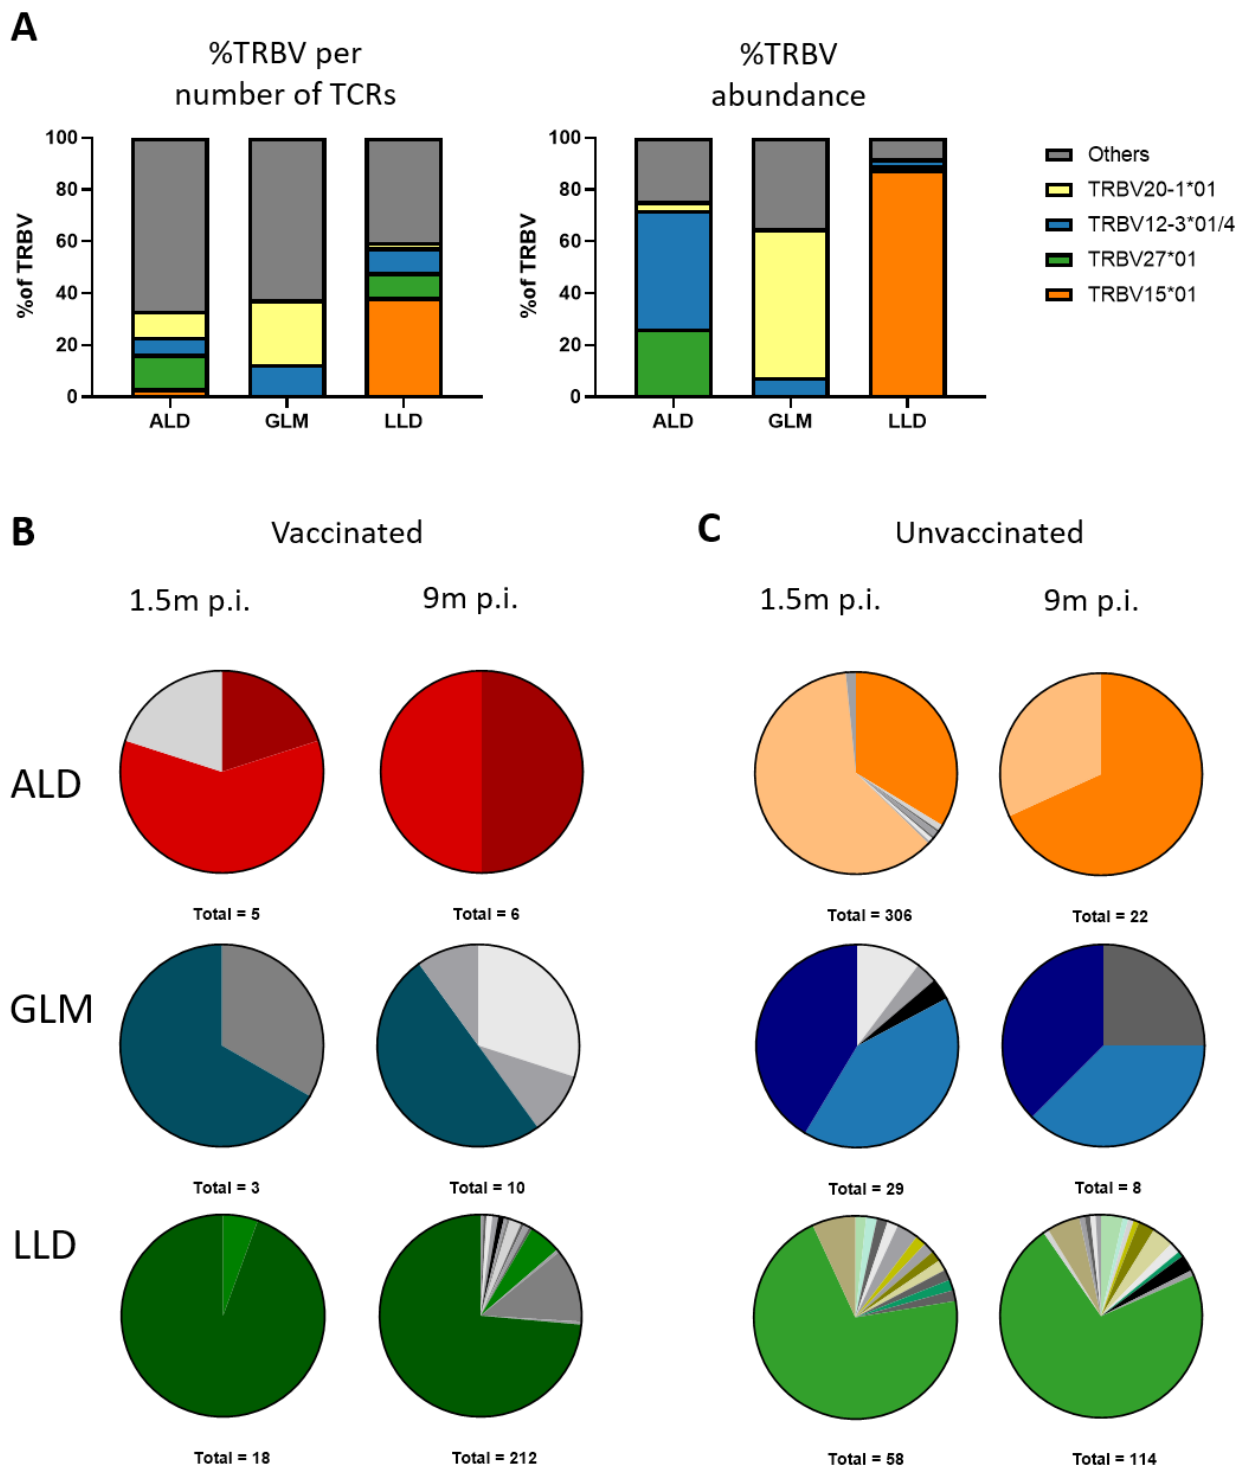 A
%TRBV per
number of TCRs
%TRBV
abundance
%of TRBV
100
80
60
40
20
0
ALD GLM LLD
%of TRBV
100
80
60
40
20
0
ALD GLM LLD
Others
TRBV20-1*01
TRBV12-3*01/4
TRBV27*01
TRBV15*01
B
Vaccinated
C
Unvaccinated
1.5m p.i.
9m p.i.
1.5m p.i.
9m p.i.
ALD
Total = 5
Total = 6
Total = 306
Total = 22
GLM
Total = 3
Total = 10
Total = 29
Total = 8
LLD
Total = 18
Total = 212
Total = 58
Total = 114